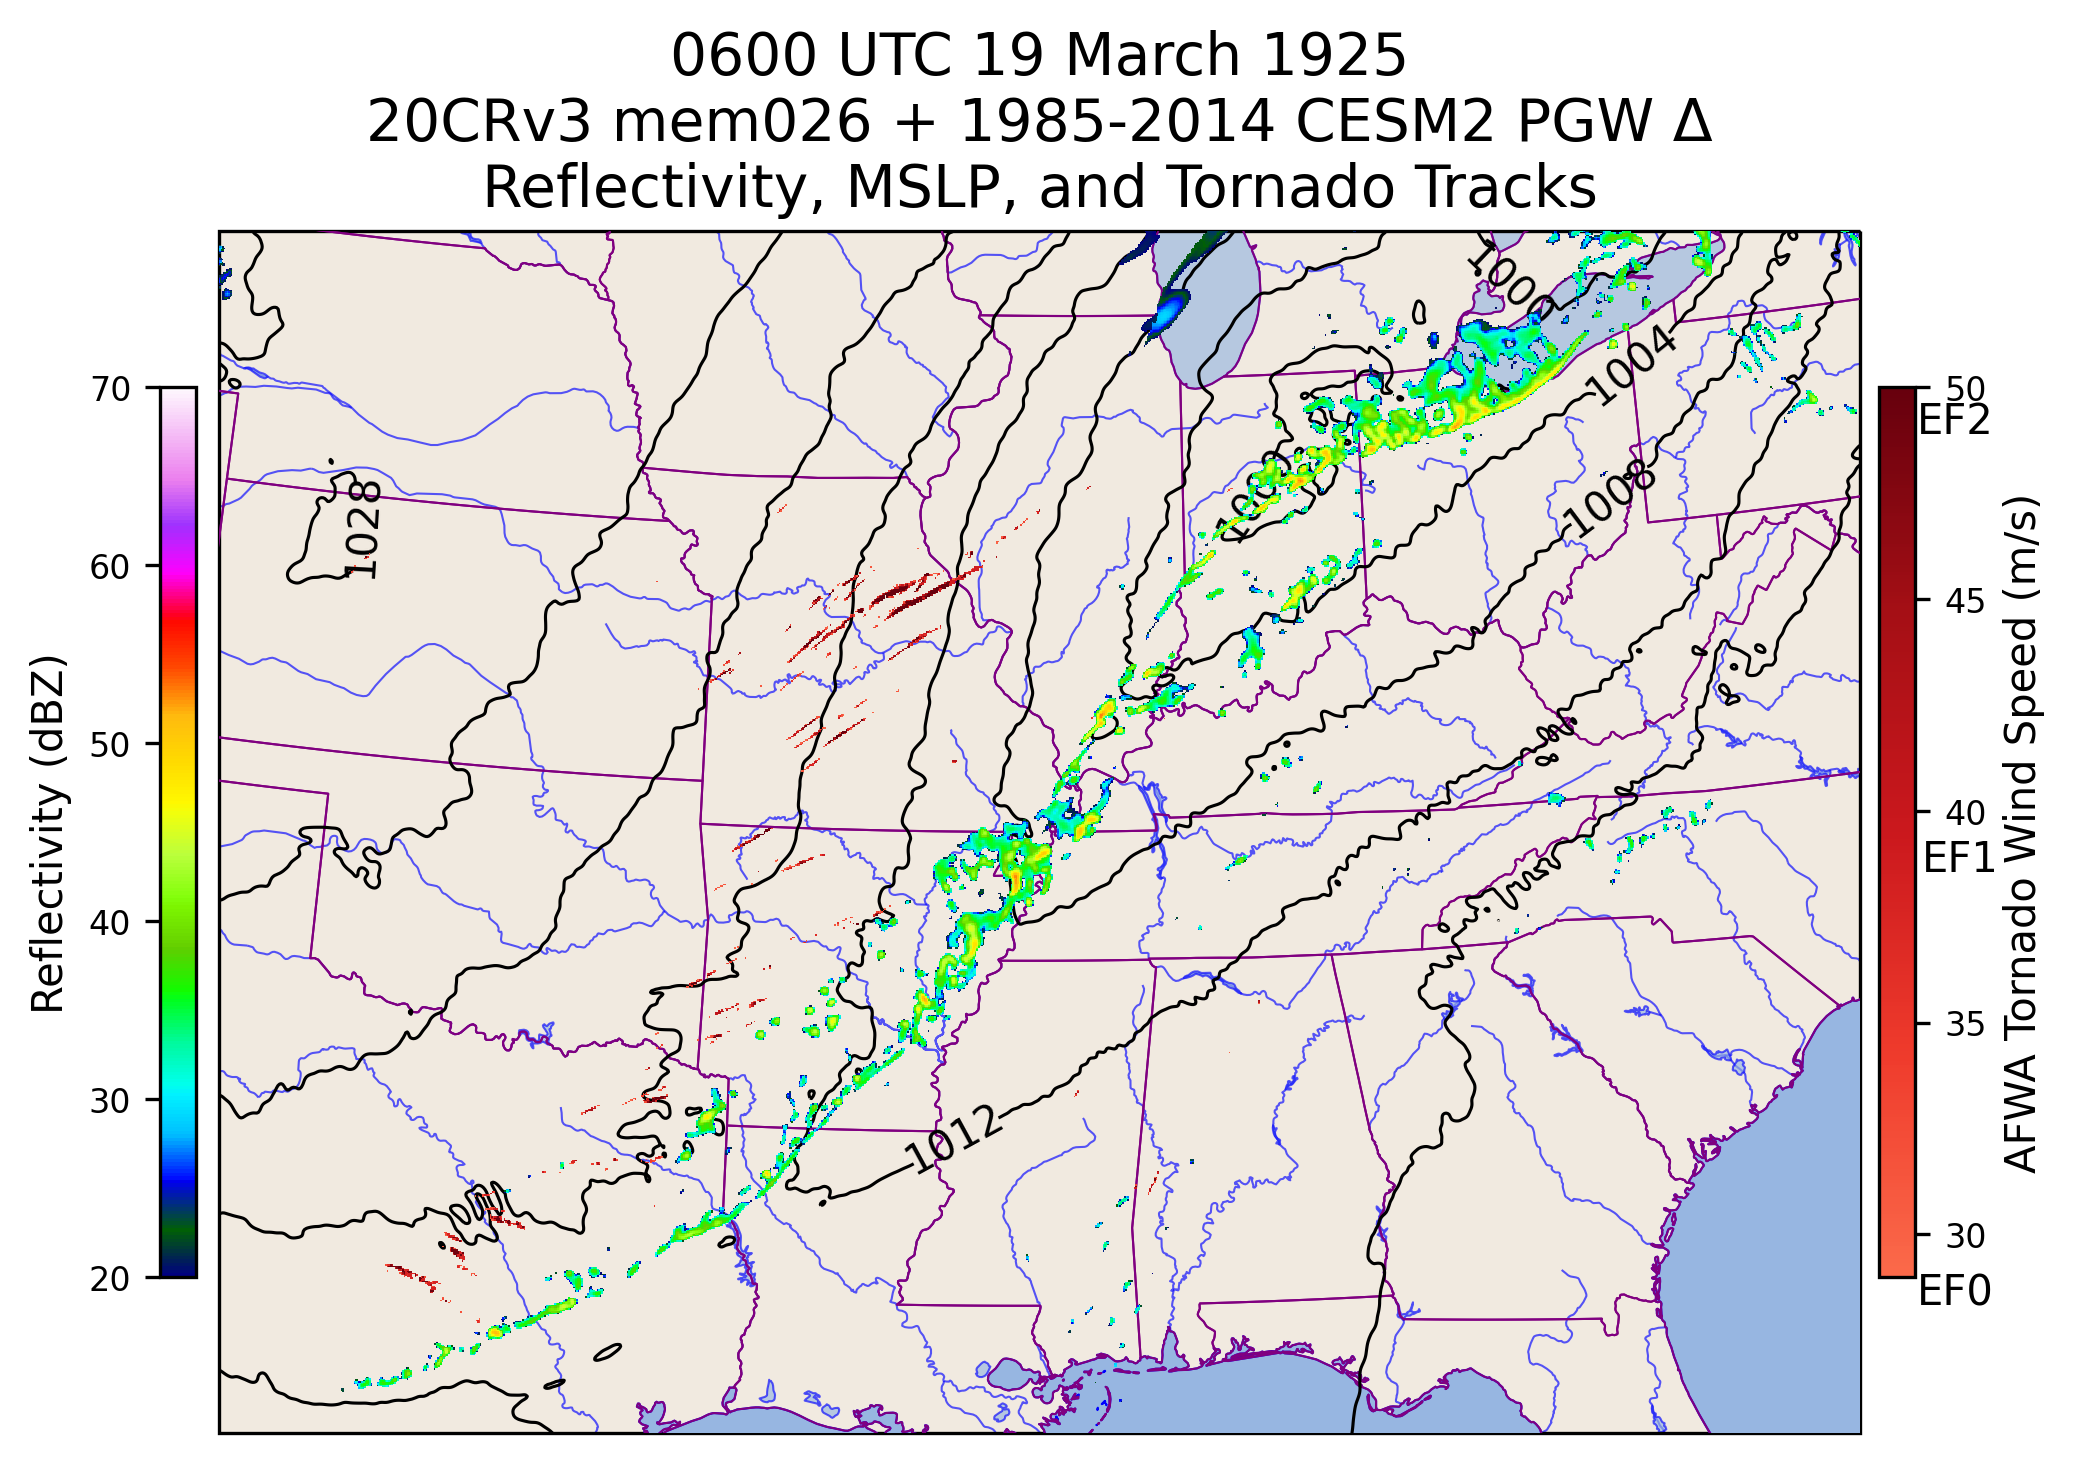 0600 UTC 19 March 1925
20CRv3 mem026 + 1985-2014 CESM2 PGW Δ
Reflectivity, MSLP, and Tornado Tracks
Reflectivity (dBZ)
70
60
50
40
30
20
1000
1004
1008
1028
1012
50
EF2
45
40
EF1
35
30
EF0
AFWA Tornado Wind Speed (m/s)